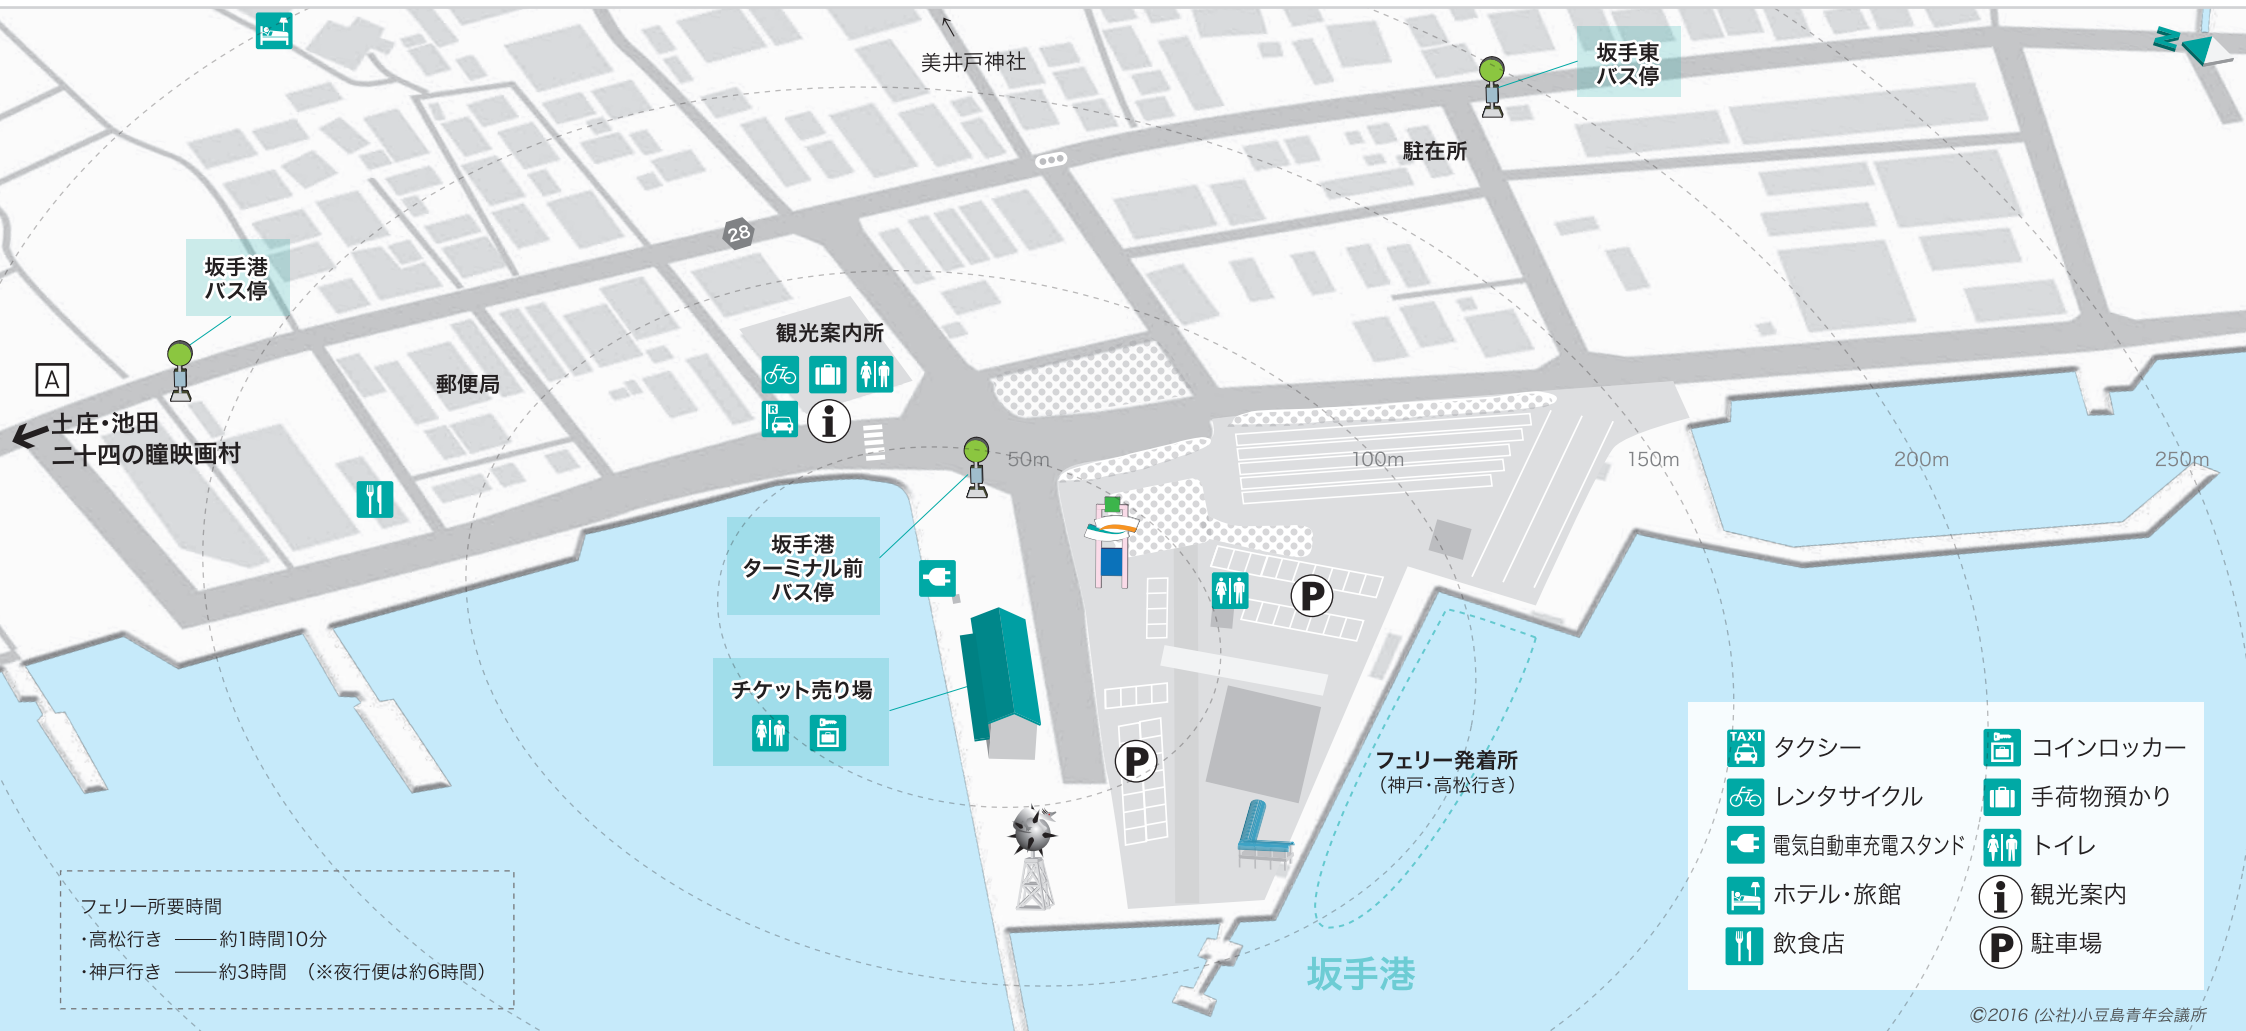 美井戸神社
坂手東
バス停
N
駐在所
28
坂手港
バス停
観光案内所
R
i
A
郵便局
土庄・池田
二十四の瞳映画村
50m
100m
150m
200m
250m
坂手港
ターミナル前
バス停
P
チケット売り場
P
フェリー発着所
（神戸・高松行き）
坂手港
フェリー所要時間
・高松行き ── 約1時間10分
・神戸行き ── 約3時間 （※夜行便は約6時間）
TAXI
タクシー
レンタサイクル
電気自動車充電スタンド
ホテル・旅館
飲食店
コインロッカー
手荷物預かり
トイレ
i
観光案内
P
駐車場
©2016 (公社)小豆島青年会議所